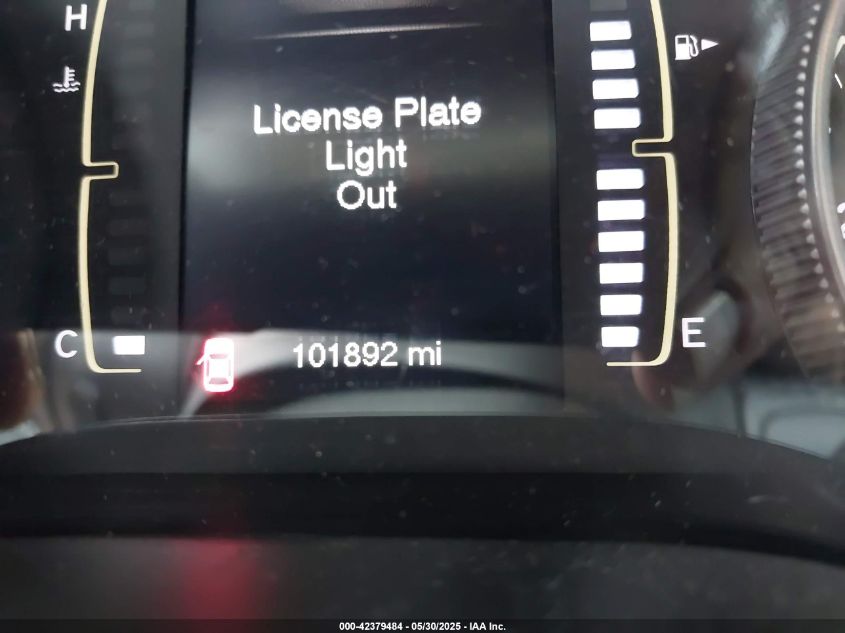 H
License Plate
Light
Out
C
E
101892 mi
000-42379484 - 05/30/2025 - IAA Inc.